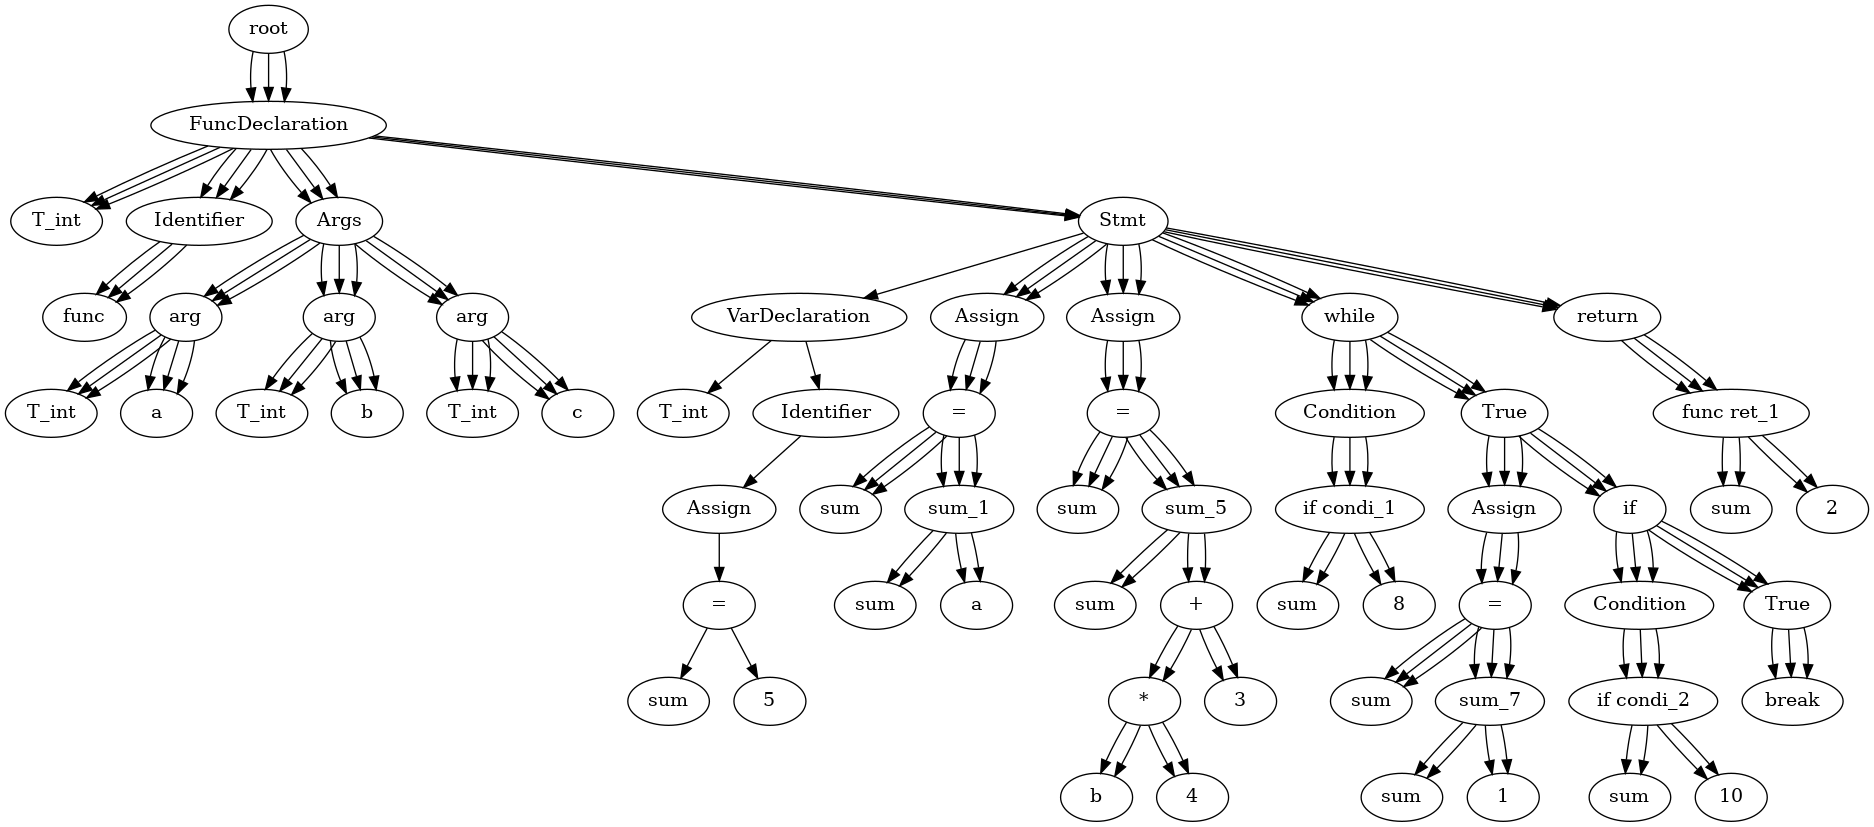 root
FuncDeclaration
T_int Identifier Args Stmt
func arg arg arg VarDeclaration Assign Assign while return
T_int a T_int b T_int c T_int Identifier = = Condition True func ret_1
Assign sum sum_1 sum sum_5 if condi_1 Assign if sum 2
= sum a sum + sum 8 = Condition True
sum 5 * 3 sum sum_7 if condi_2 break
b 4 sum 1 sum 10